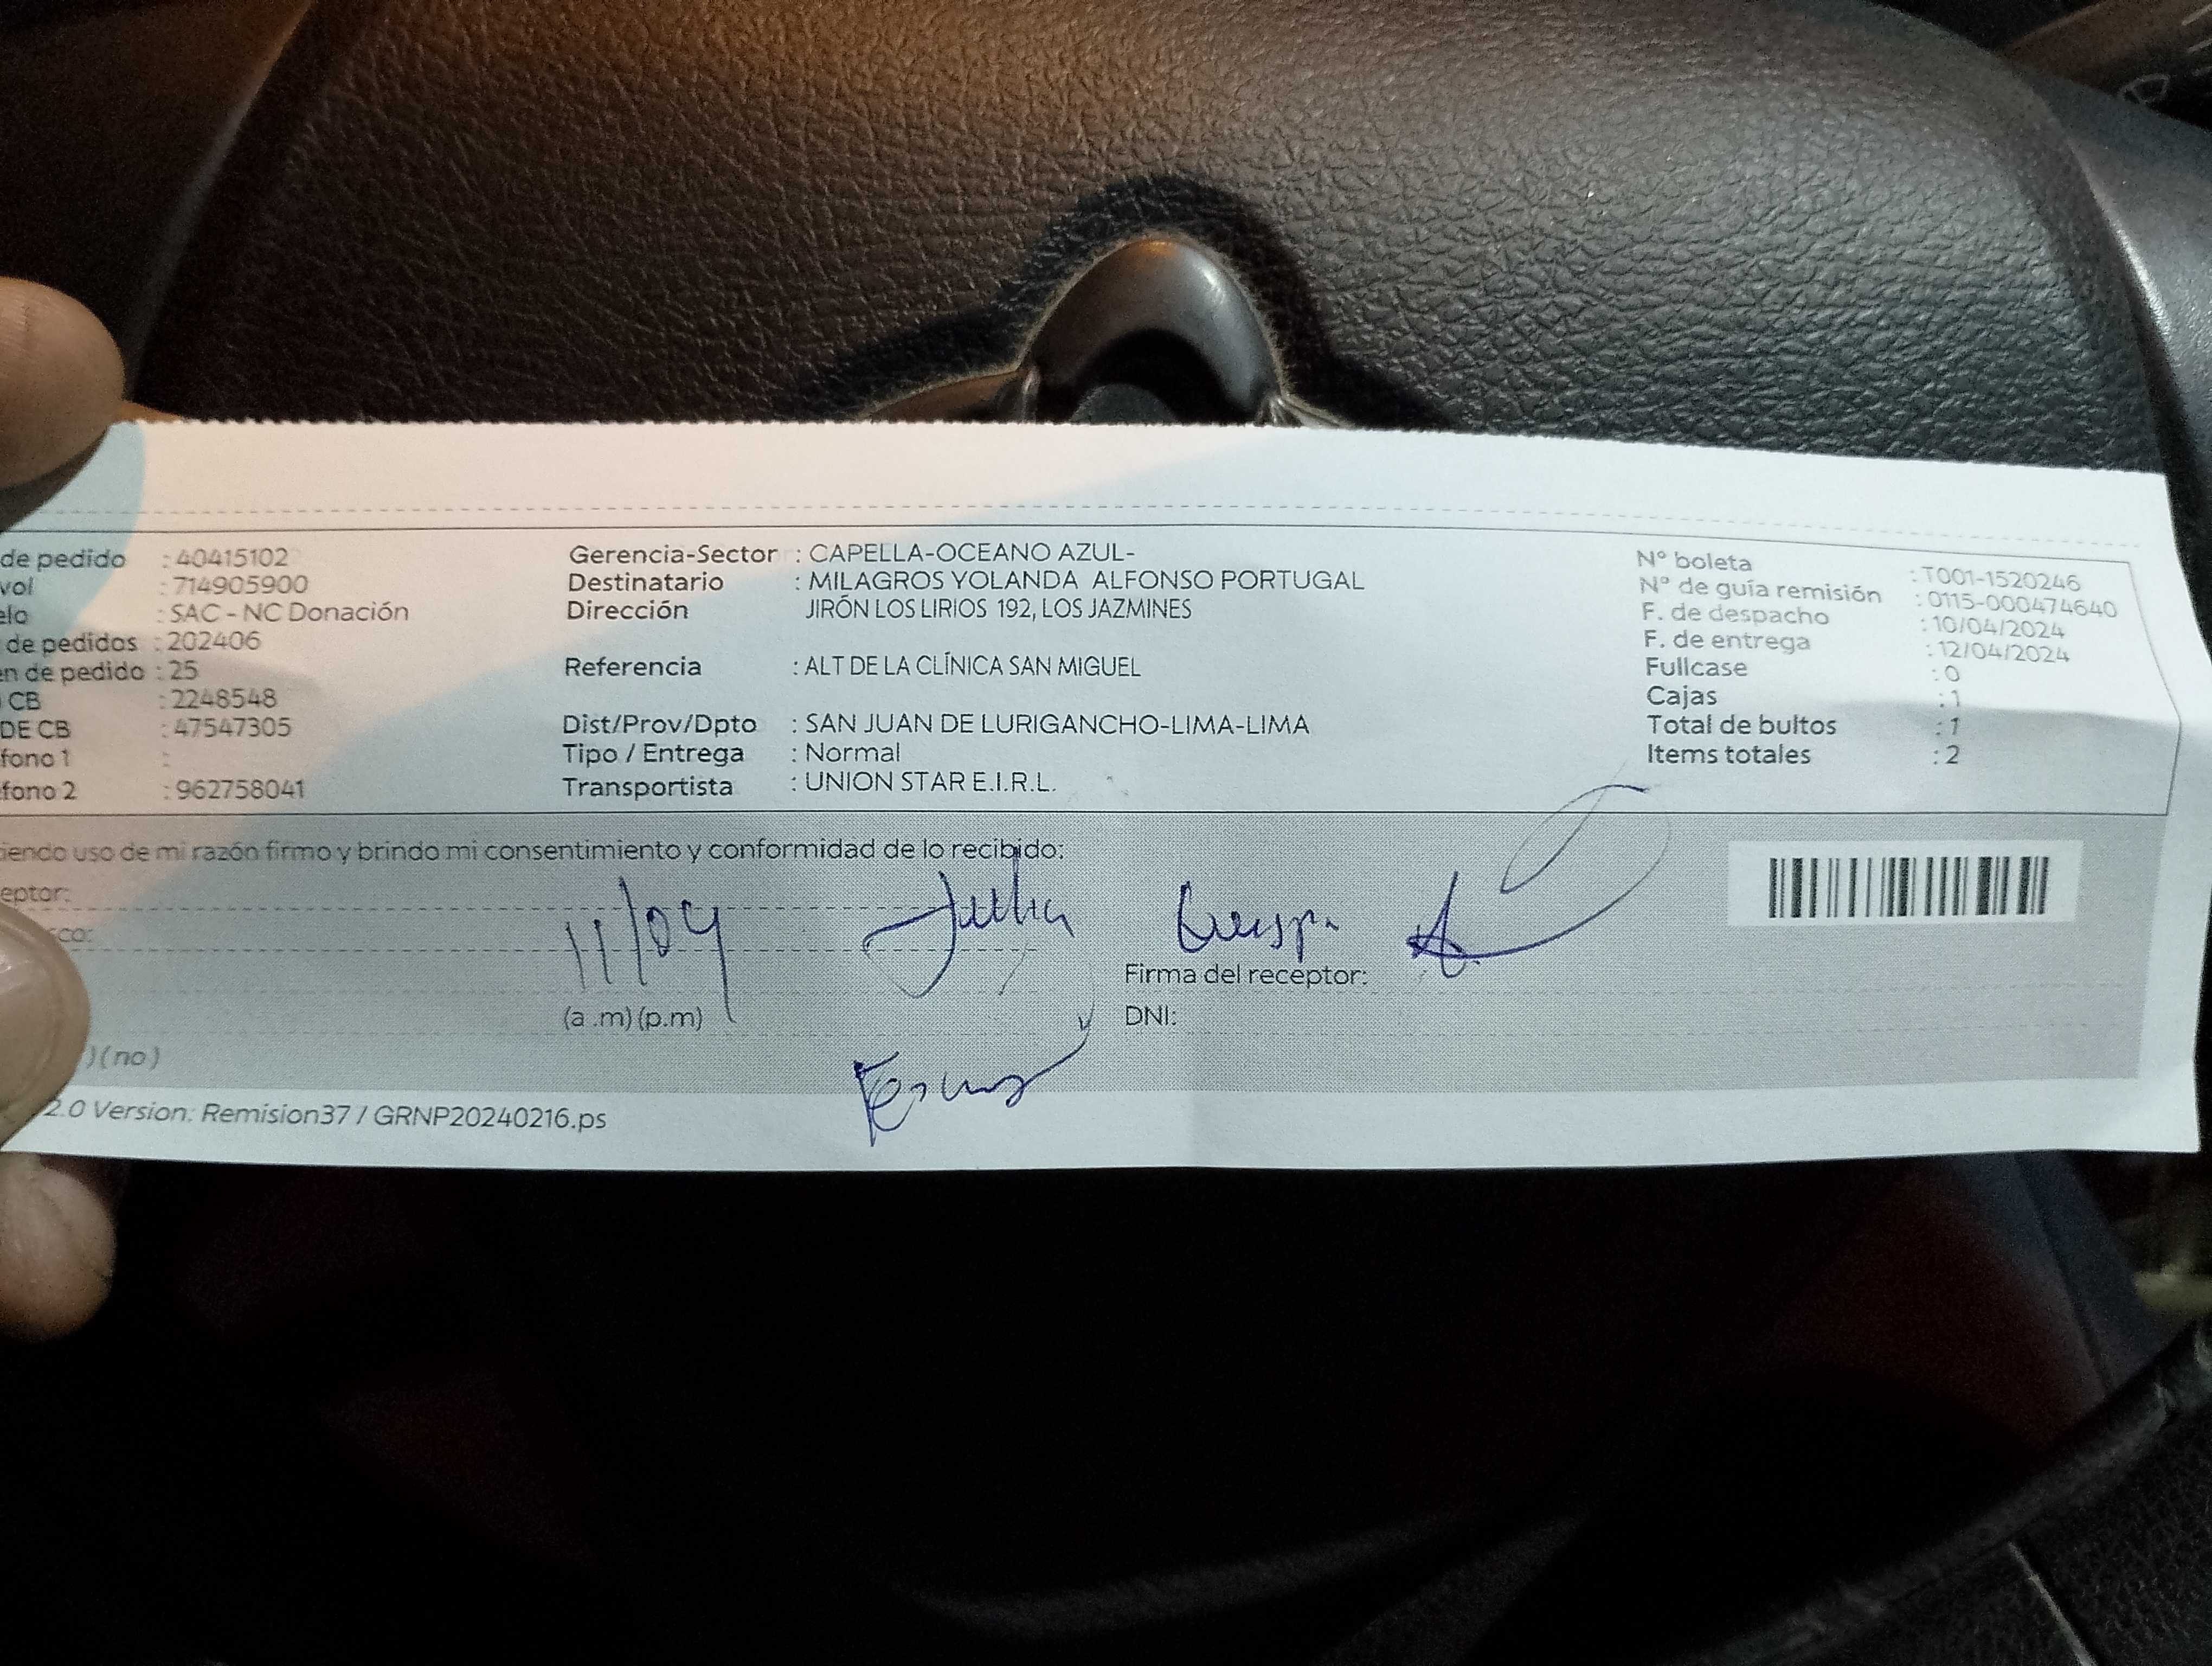 de pedido : 40415102
vol : 714905900
elo : SAC - NC Donación
de pedidos : 202406
en de pedido : 25
CB : 2248548
DE CB : 47547305
fono 1 :
éfono 2 : 962758041
Gerencia-Sector : CAPELLA-OCEANO AZUL-
Destinatario : MILAGROS YOLANDA ALFONSO PORTUGAL
Dirección JIRÓN LOS LIRIOS 192, LOS JAZMINES
Referencia : ALT DE LA CLÍNICA SAN MIGUEL
Dist/Prov/Dpto : SAN JUAN DE LURIGANCHO-LIMA-LIMA
Tipo / Entrega : Normal
Transportista : UNION STAR E.I.R.L.
N° boleta : T001-1520246
N° de guía remisión : 0115-000474640
F. de despacho : 10/04/2024
F. de entrega : 12/04/2024
Fullcase : 0
Cajas : 1
Total de bultos : 1
Items totales : 2
iendo uso de mi razón firmo y brindo mi consentimiento y conformidad de lo recibido:
eptor:
sco:
11/04 Julia
Firma del receptor:
(a .m) (p.m) DNI:
) ( no )
2.0 Version: Remision37 / GRNP20240216.ps